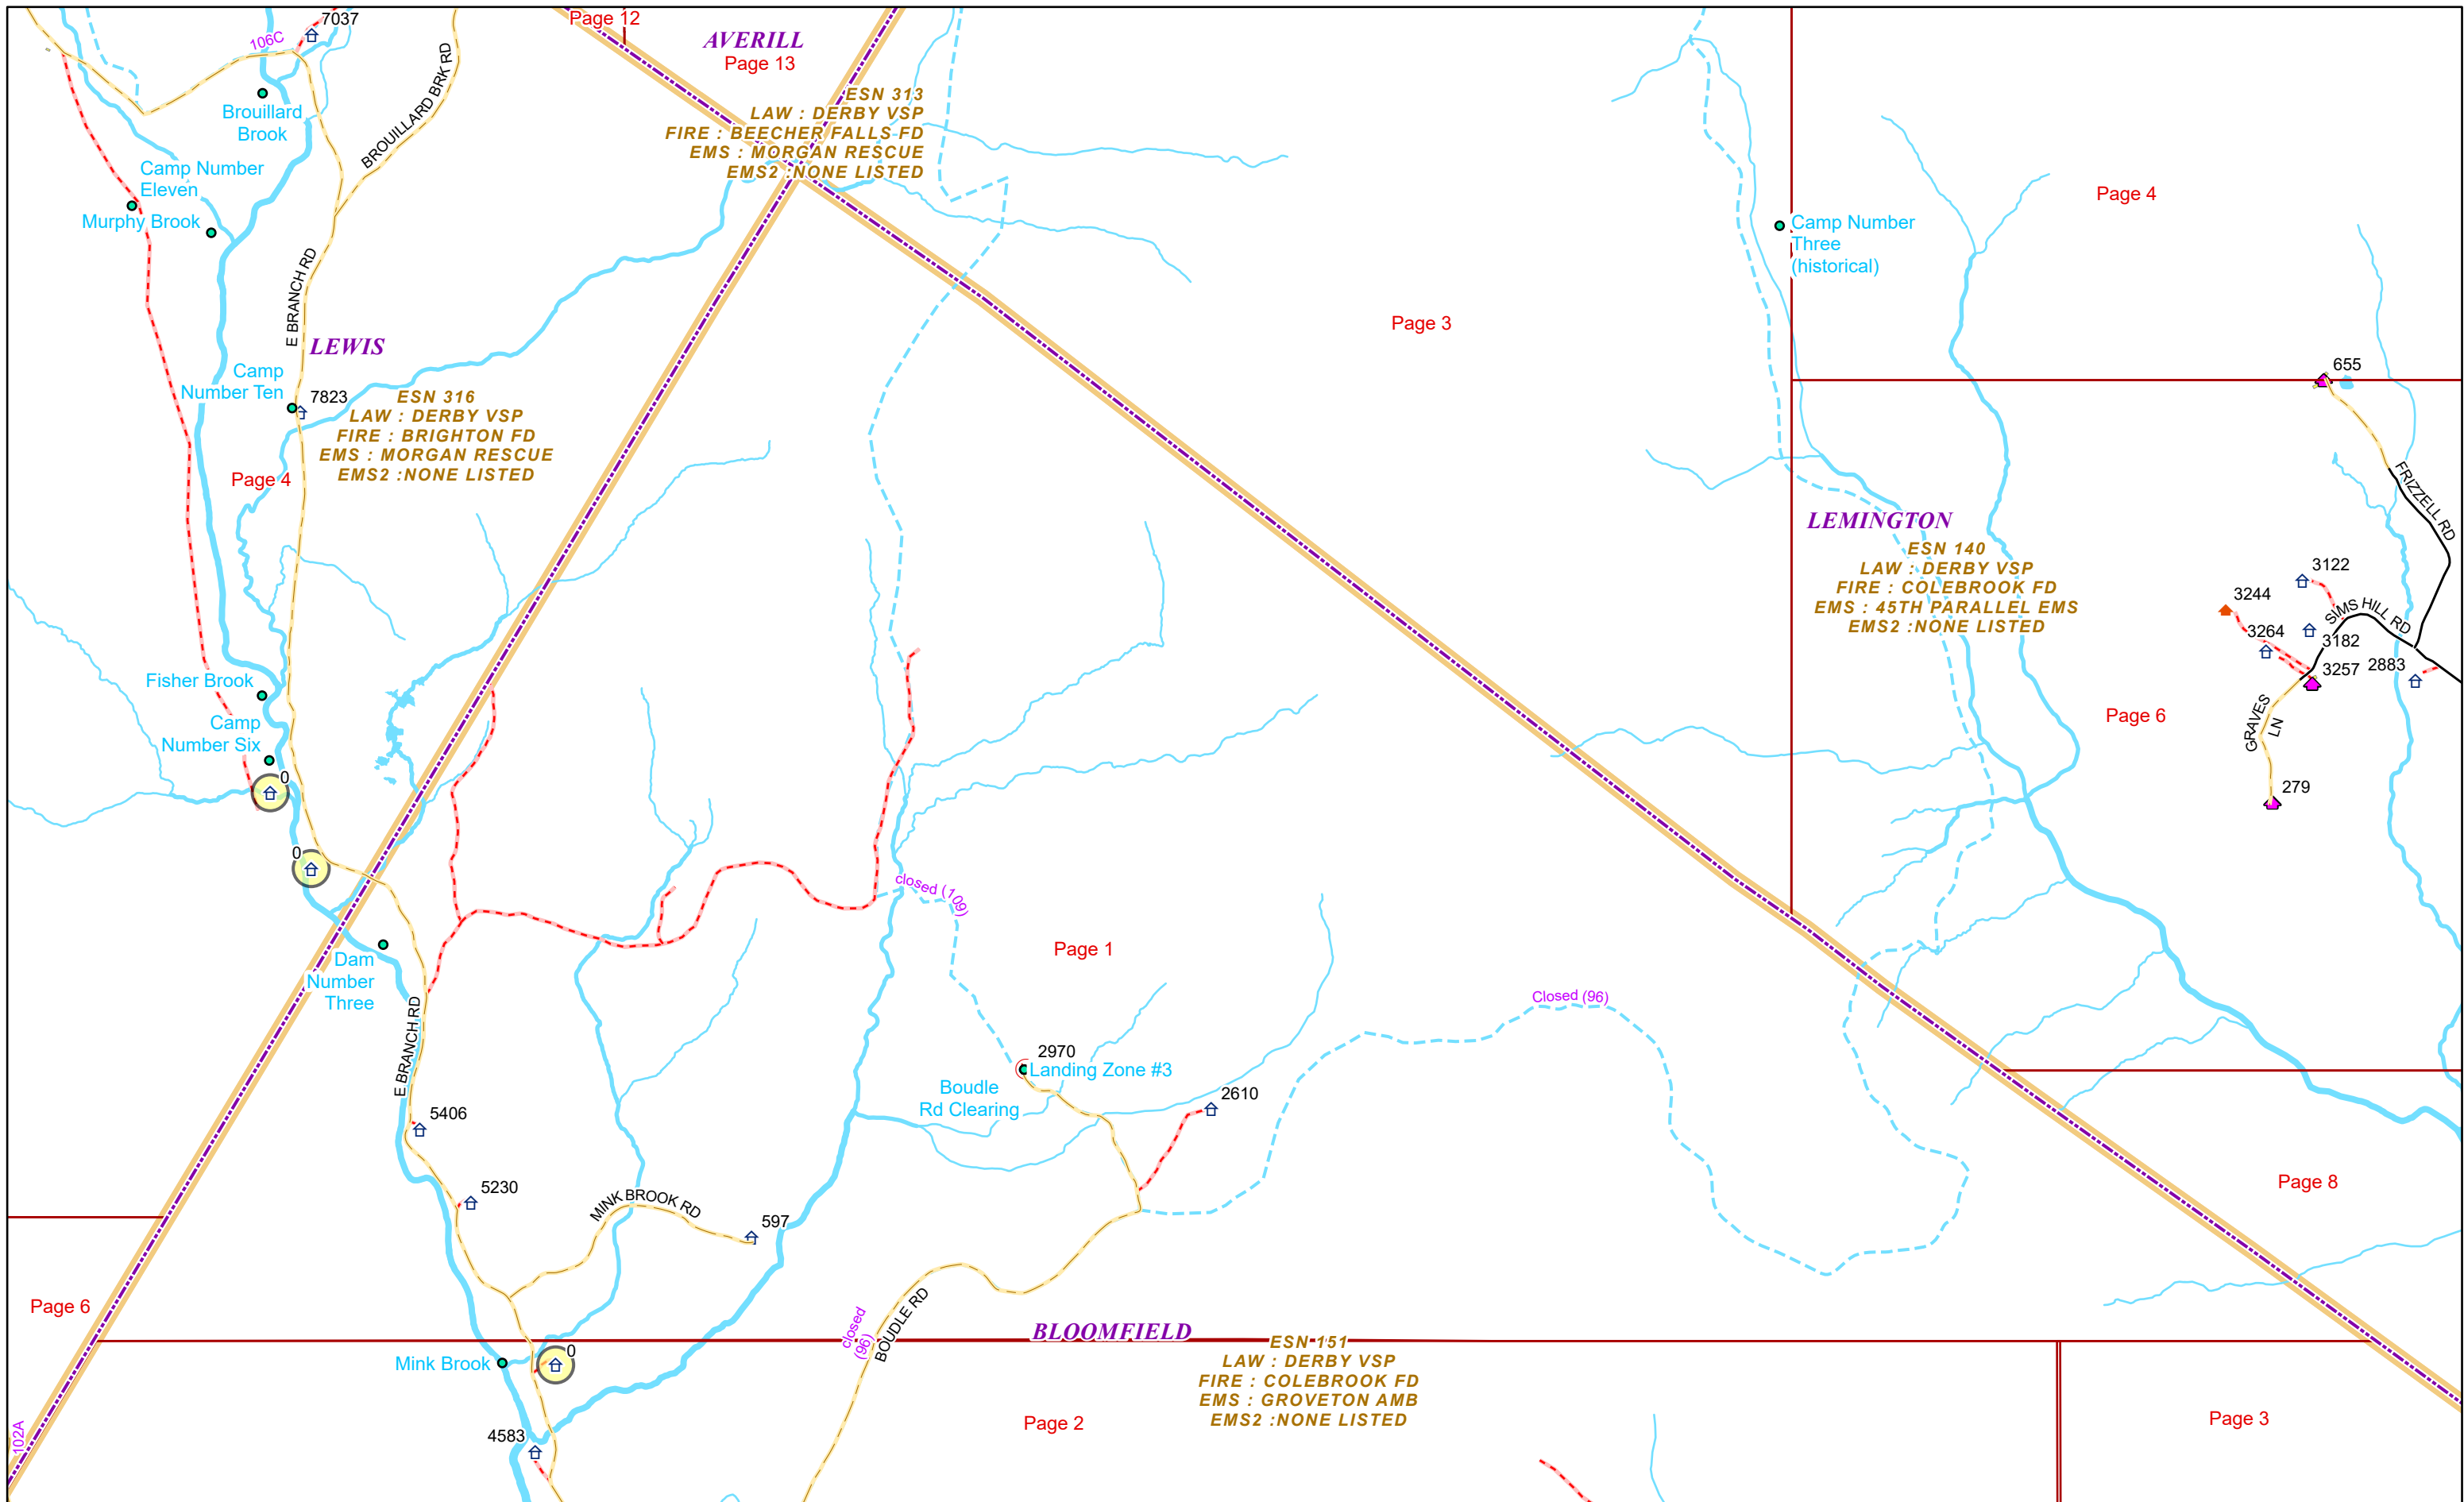 7037
106C
Page 12
AVERILL
Page 13
BROUILLARD BRK RD
Brouillard
Brook
ESN 313
LAW : DERBY VSP
FIRE : BEECHER FALLS FD
EMS : MORGAN RESCUE
EMS2 :NONE LISTED
Camp Number
Eleven
Murphy Brook
Page 4
Camp Number
Three
(historical)
E BRANCH RD
LEWIS
Page 3
Camp
Number Ten
7823
ESN 316
LAW : DERBY VSP
FIRE : BRIGHTON FD
EMS : MORGAN RESCUE
EMS2 :NONE LISTED
Page 4
655
FRIZZELL RD
LEMINGTON
ESN 140
LAW : DERBY VSP
FIRE : COLEBROOK FD
EMS : 45TH PARALLEL EMS
EMS2 :NONE LISTED
3122
3244
SIMS HILL RD
3264
3182
3257
2883
Fisher Brook
Camp
Number Six
0
Page 6
GRAVES
LN
279
0
closed (109)
Dam
Number
Three
Page 1
Closed (96)
E BRANCH RD
2970
Landing Zone #3
Boudle
Rd Clearing
2610
5406
5230
MINK BROOK RD
597
Page 8
Page 6
closed
(96)
BOUDLE RD
BLOOMFIELD
ESN 151
LAW : DERBY VSP
FIRE : COLEBROOK FD
EMS : GROVETON AMB
EMS2 :NONE LISTED
Mink Brook
0
102A
4583
Page 2
Page 3